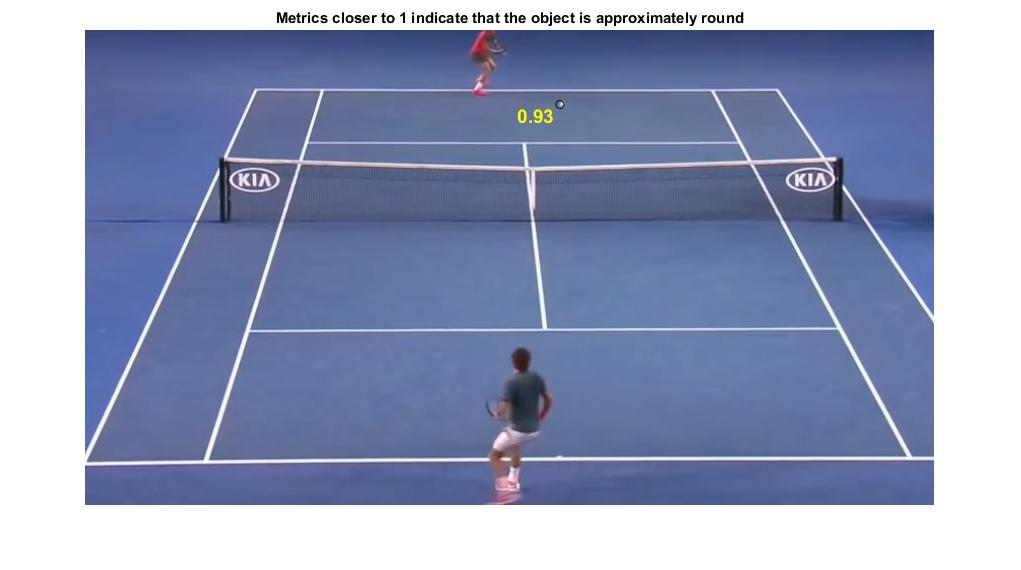 Metrics closer to 1 indicate that the object is approximately round
0.93
KIA
KIA